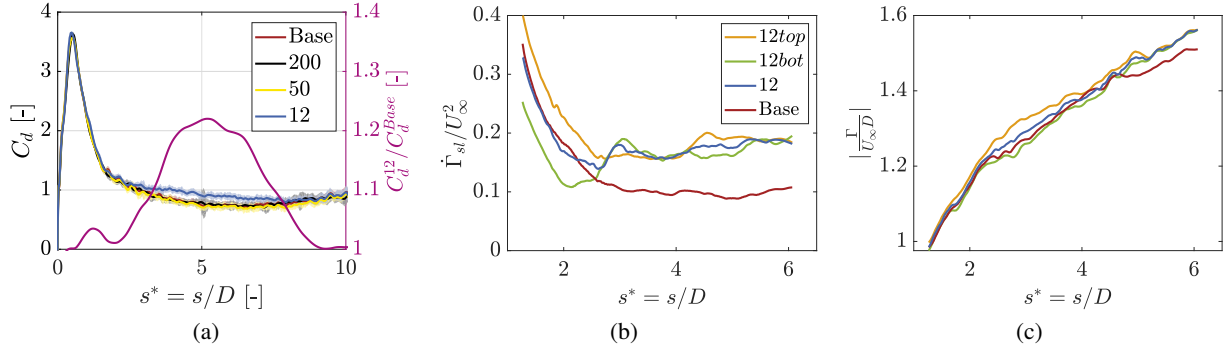 4
3
2
1
0
C_d [-]
0
5
10
s* = s/D [-]
Base
200
50
12
1.4
1.3
1.2
1.1
1
C_d^{12}/C_d^{Base} [-]
(a)
0.4
0.3
0.2
0.1
0
\dot{Γ}_{sl}/U_∞^2
2
4
6
s* = s/D
12top
12bot
12
Base
(b)
1.6
1.4
1.2
1
|Γ/(U_∞ D)|
2
4
6
s* = s/D
(c)